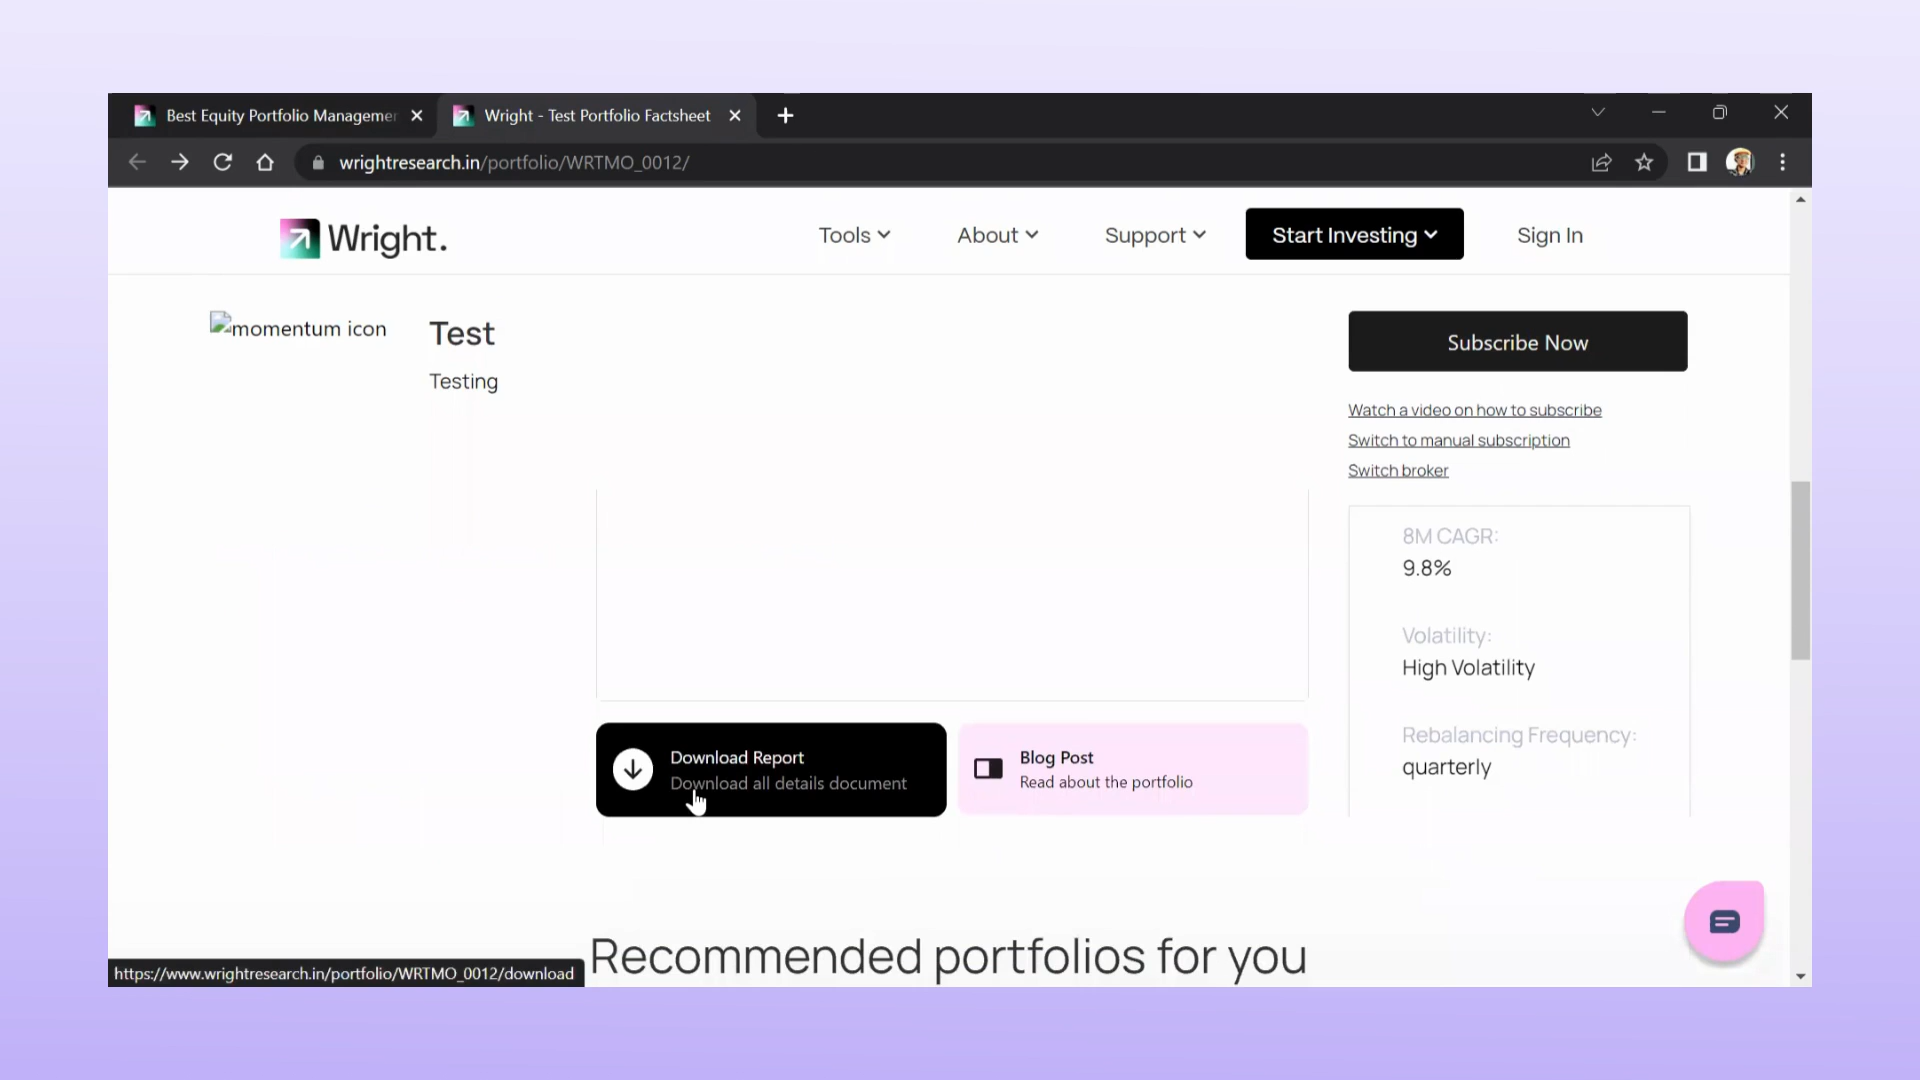 Best Equity Portfolio Managemer
Wright - Test Portfolio Factsheet
wrightresearch.in/portfolio/WRTMO_0012/
Wright.
Tools
About
Support
Start Investing
Sign In
momentum icon
Test
Testing
Subscribe Now
Watch a video on how to subscribe
Switch to manual subscription
Switch broker
8M CAGR:
9.8%
Volatility:
High Volatility
Rebalancing Frequency:
quarterly
Download Report
Download all details document
Blog Post
Read about the portfolio
Recommended portfolios for you
https://www.wrightresearch.in/portfolio/WRTMO_0012/download